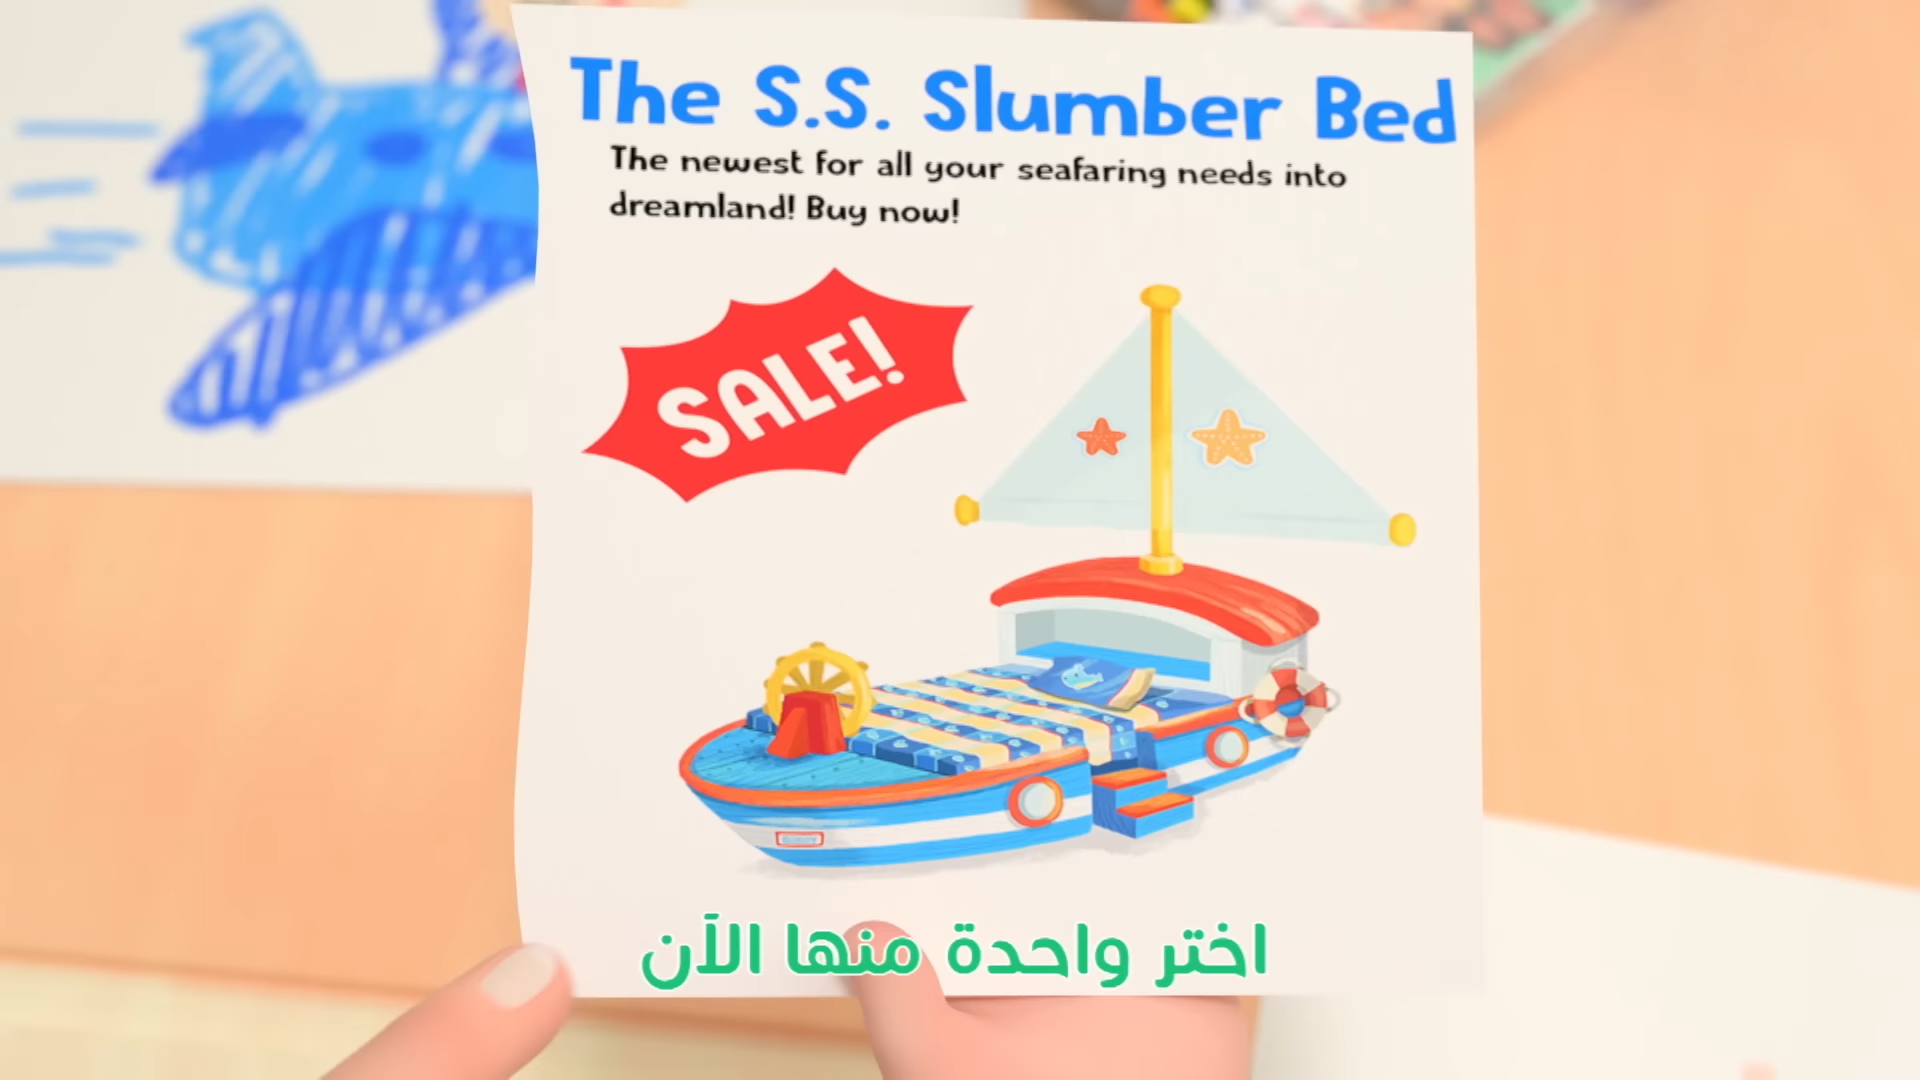 The S.S. Slumber Bed
The newest for all your seafaring needs into
dreamland! Buy now!
SALE!
اختر واحدة منها الآن